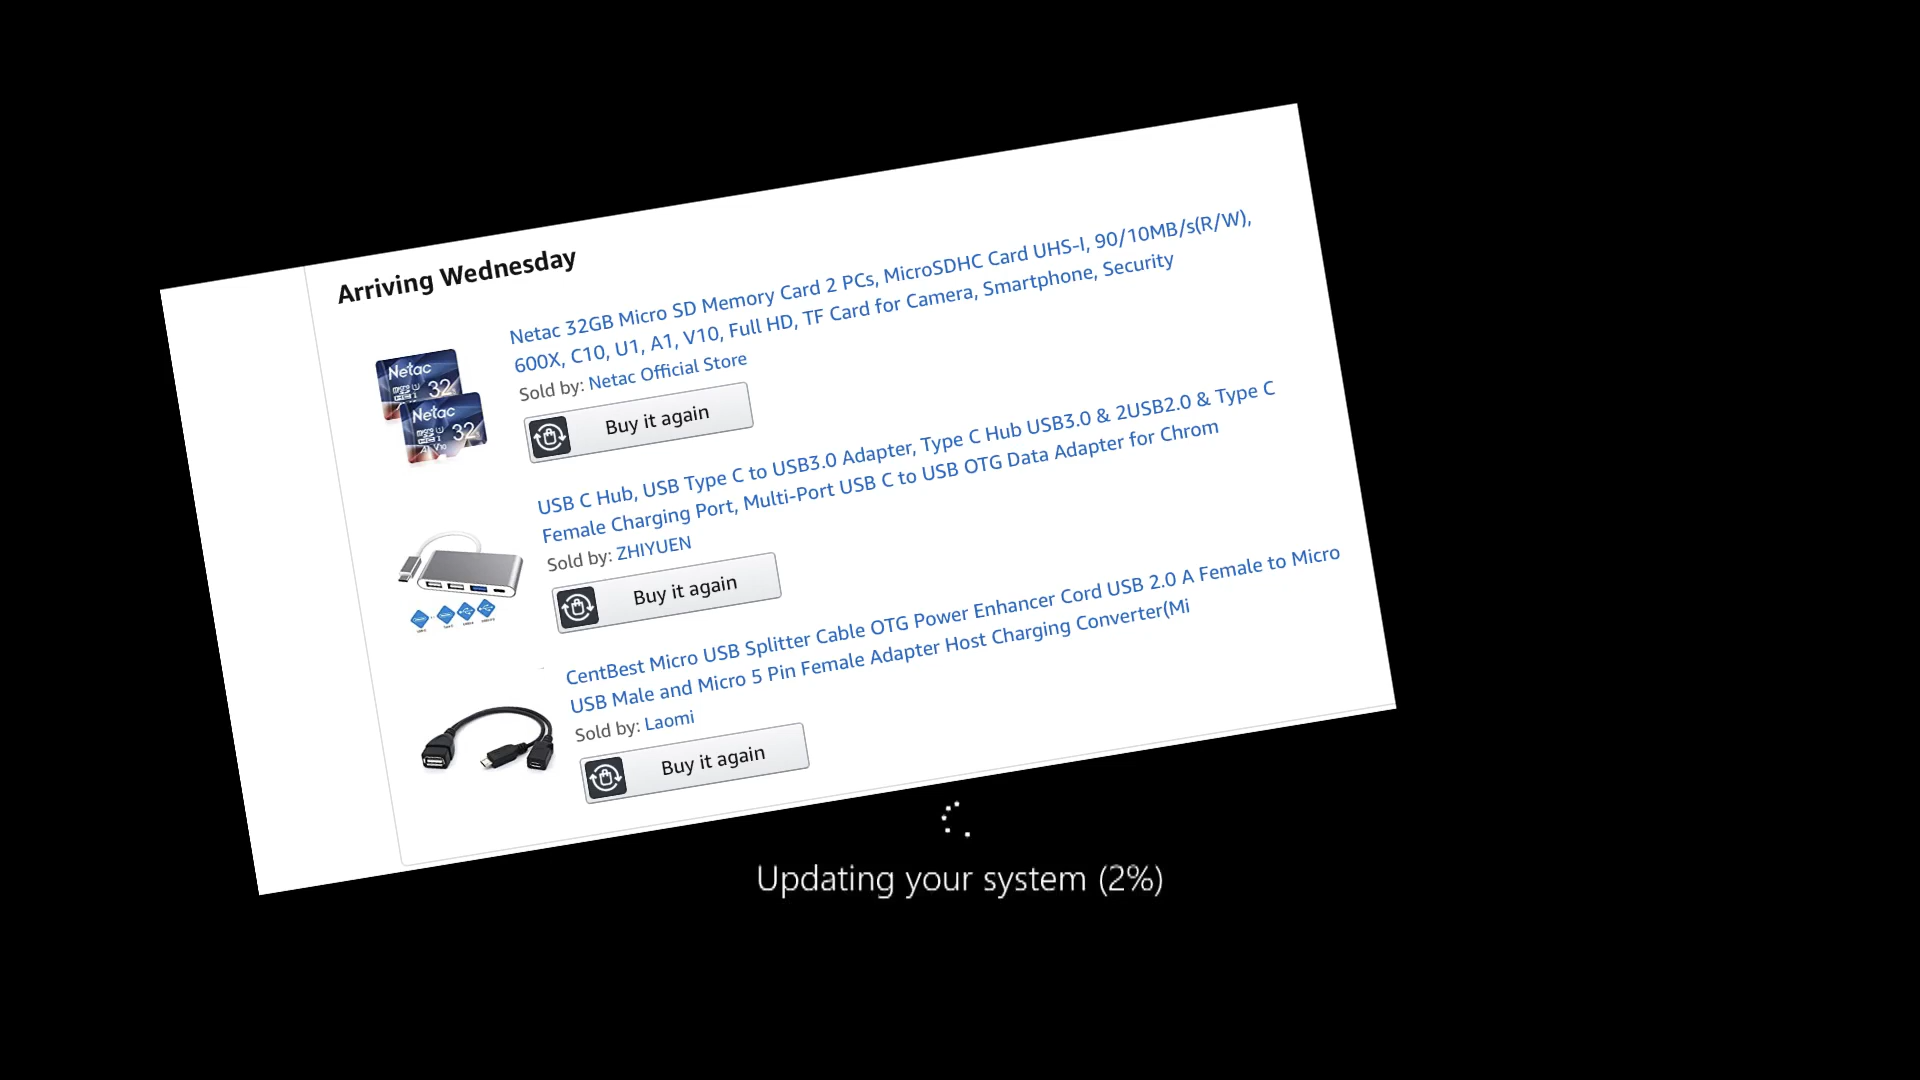 Arriving Wednesday
Netac 32GB Micro SD Memory Card 2 PCs, MicroSDHC Card UHS-I, 90/10MB/s(R/W),
600X, C10, U1, A1, V10, Full HD, TF Card for Camera, Smartphone, Security
Sold by: Netac Official Store
Netac
32
Netac
32
Buy it again
USB C Hub, USB Type C to USB3.0 Adapter, Type C Hub USB3.0 & 2USB2.0 & Type C
Female Charging Port, Multi-Port USB C to USB OTG Data Adapter for Chrom
Sold by: ZHIYUEN
Buy it again
CentBest Micro USB Splitter Cable OTG Power Enhancer Cord USB 2.0 A Female to Micro
USB Male and Micro 5 Pin Female Adapter Host Charging Converter(Mi
Sold by: Laomi
Buy it again
Updating your system (2%)